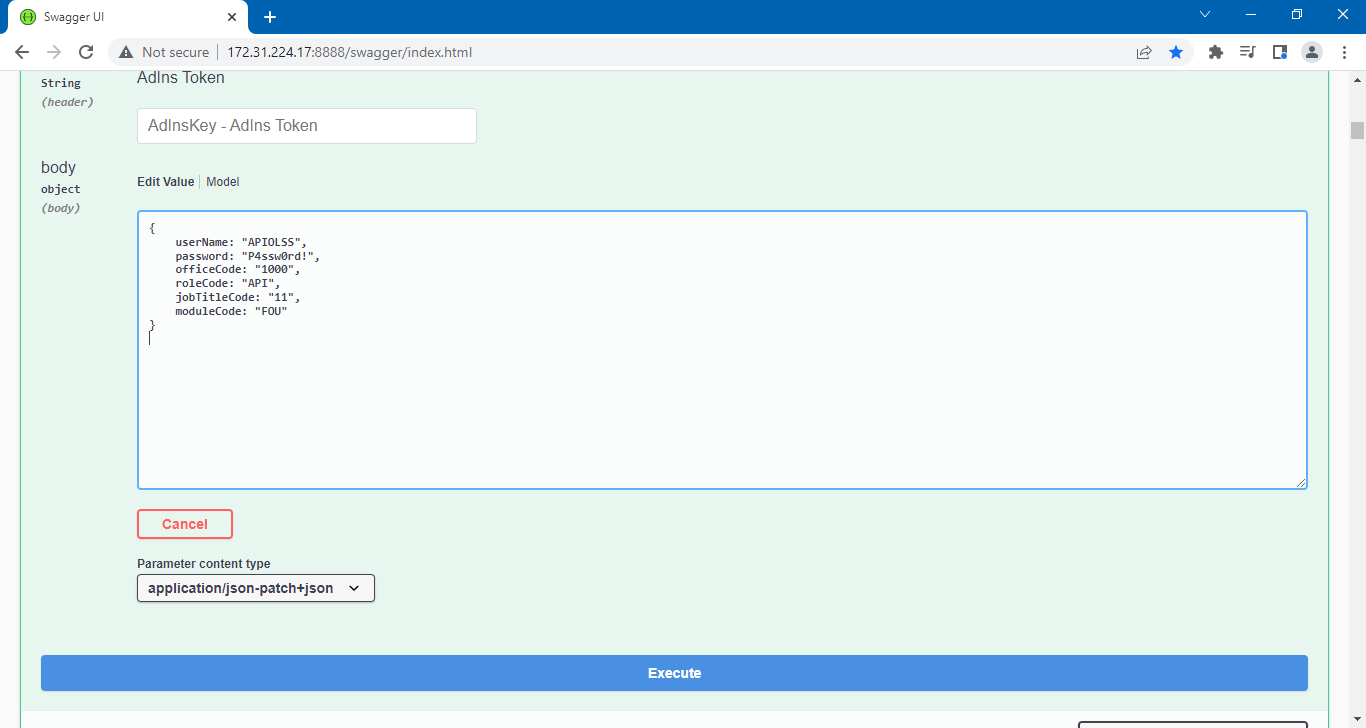 Swagger UI
Not secure
172.31.224.17:8888/swagger/index.html
String
(header)
AdIns Token
AdInsKey - AdIns Token
body
object
(body)
Edit Value
Model
{
userName: "APIOLSS",
password: "P4ssw0rd!",
officeCode: "1000",
roleCode: "API",
jobTitleCode: "11",
moduleCode: "FOU"
}
Cancel
Parameter content type
application/json-patch+json
Execute